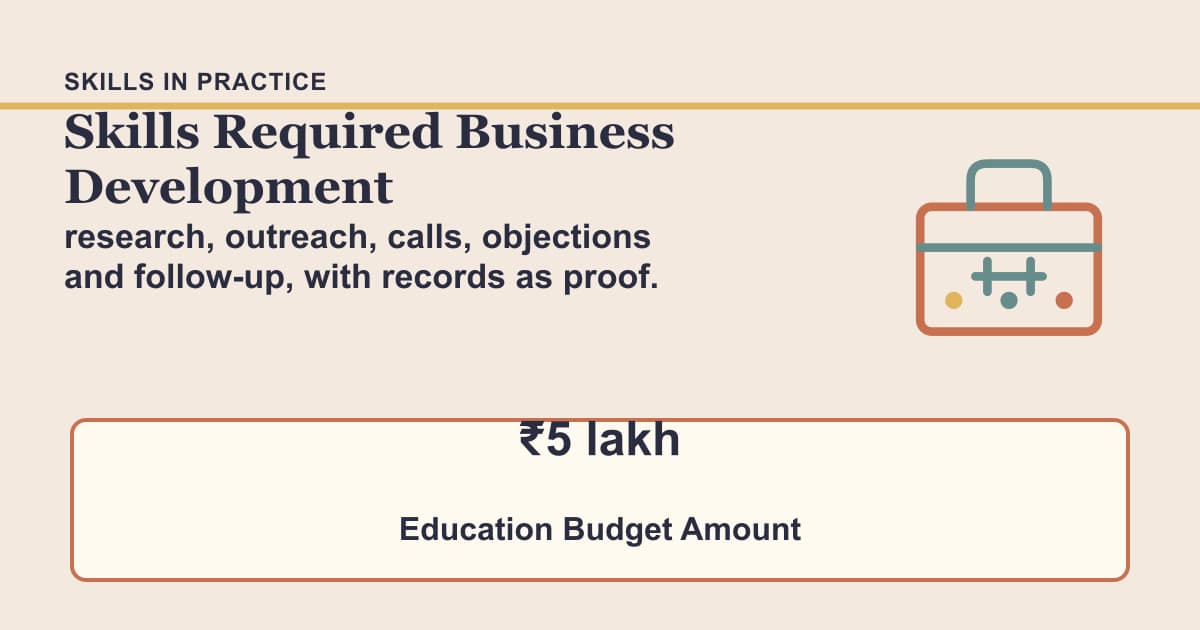 SKILLS IN PRACTICE
Skills Required Business
Development
research, outreach, calls, objections
and follow-up, with records as proof.
₹5 lakh
Education Budget Amount